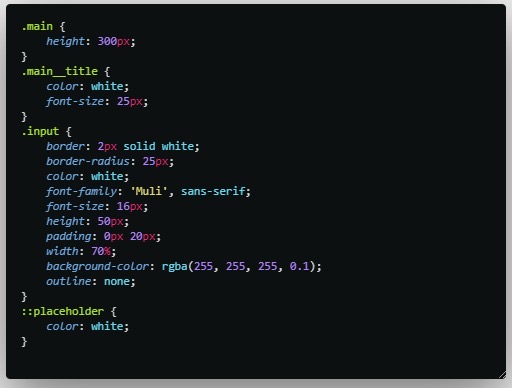 .main {
    height: 300px;
}
.main__title {
    color: white;
    font-size: 25px;
}
.input {
    border: 2px solid white;
    border-radius: 25px;
    color: white;
    font-family: 'Muli', sans-serif;
    font-size: 16px;
    height: 50px;
    padding: 0px 20px;
    width: 70%;
    background-color: rgba(255, 255, 255, 0.1);
    outline: none;
}
::placeholder {
    color: white;
}